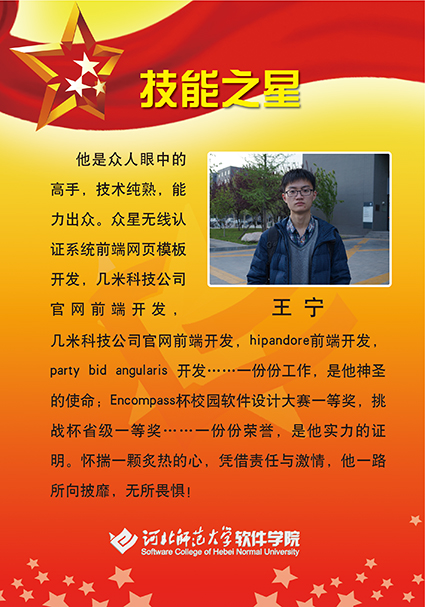 技能之星
他是众人眼中的
高手，技术纯熟，能
力出众。众星无线认
证系统前端网页模板
开发，几米科技公司
官网前端开发，
王 宁
几米科技公司官网前端开发，hipandore前端开发，
party bid angularis 开发……一份份工作，是他神圣
的使命；Encompass杯校园软件设计大赛一等奖，挑
战杯省级一等奖……一份份荣誉，是他实力的证
明。怀揣一颗炙热的心，凭借责任与激情，他一路
所向披靡，无所畏惧！
河北师范大学软件学院
Software College of Hebei Normal University